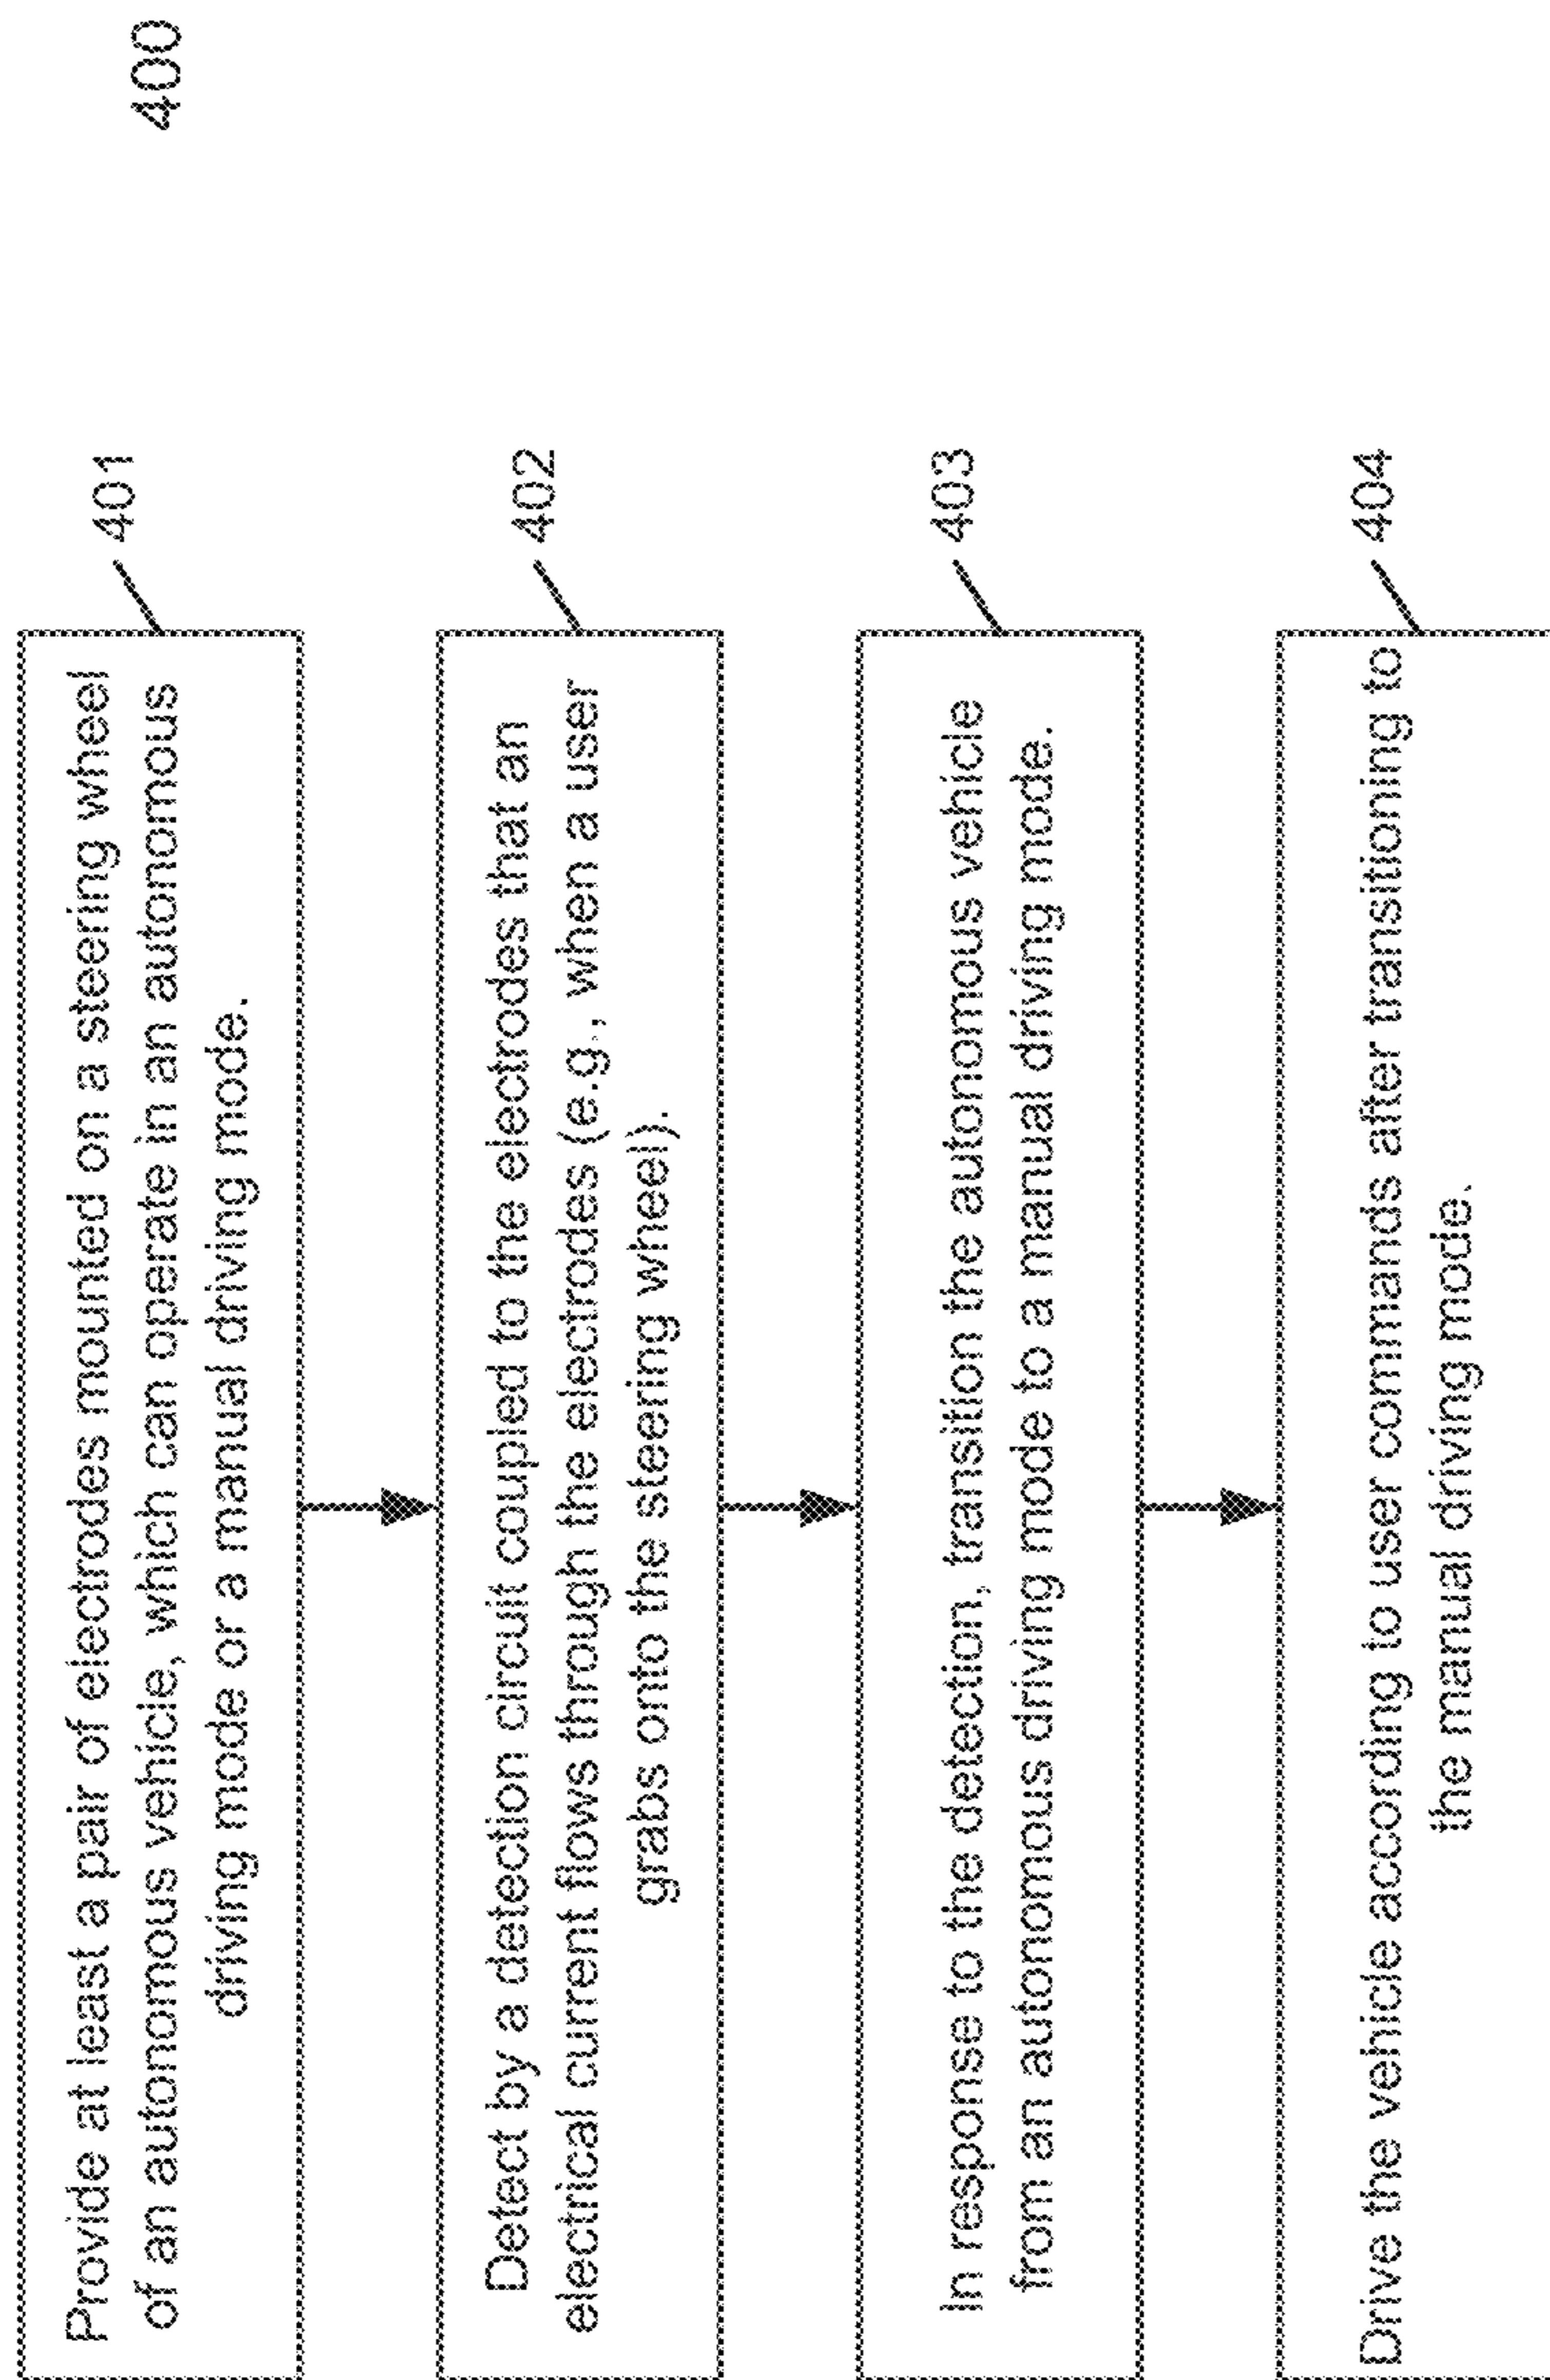 400
401
Provide at least a pair of electrodes mounted on a steering wheel
of an autonomous vehicle, which can operate in an autonomous
driving mode or a manual driving mode.
402
Detect by a detection circuit coupled to the electrodes that an
electrical current flows through the electrodes (e.g., when a user
grabs onto the steering wheel).
403
In response to the detection, transition the autonomous vehicle
from an autonomous driving mode to a manual driving mode.
404
Drive the vehicle according to user commands after transitioning to
the manual driving mode.